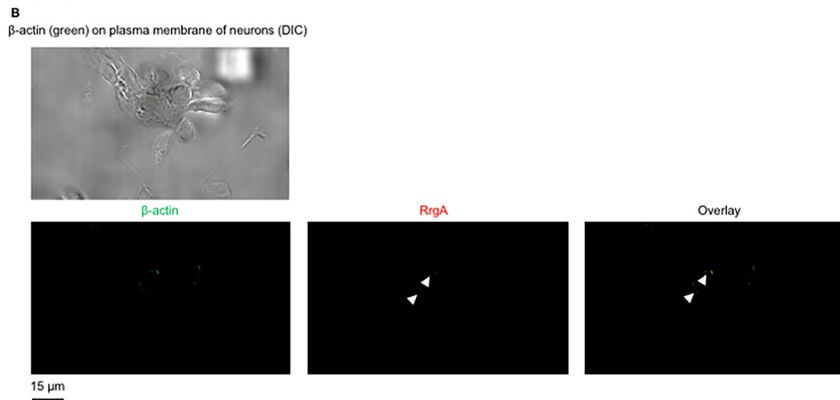 B
β-actin (green) on plasma membrane of neurons (DIC)
β-actin
RrgA
Overlay
15 μm